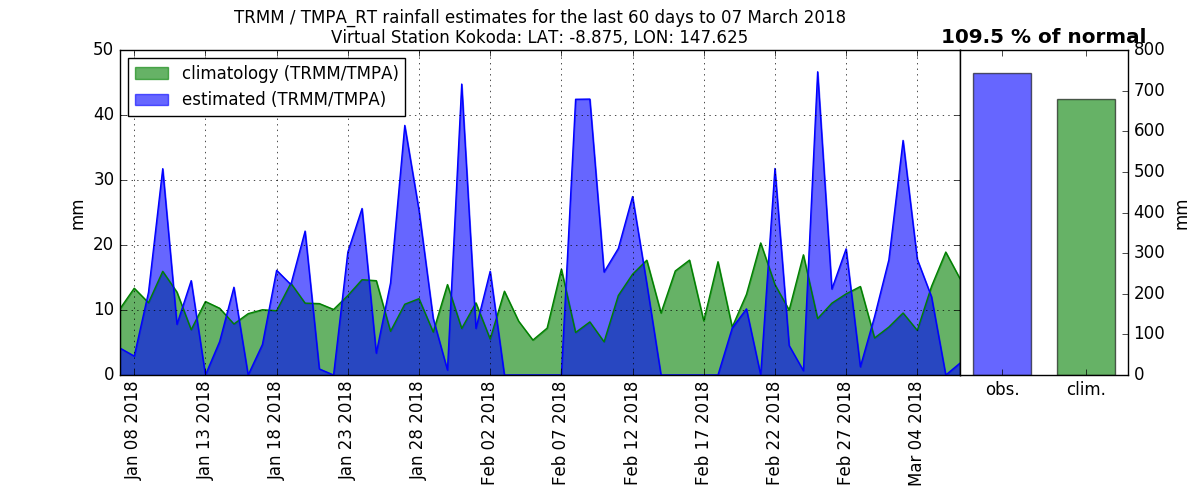 TRMM / TMPA_RT rainfall estimates for the last 60 days to 07 March 2018
Virtual Station Kokoda: LAT: -8.875, LON: 147.625
109.5 % of normal
climatology (TRMM/TMPA)
estimated (TRMM/TMPA)
50
40
30
20
10
0
mm
800
700
600
500
400
300
200
100
0
mm
Jan 08 2018
Jan 13 2018
Jan 18 2018
Jan 23 2018
Jan 28 2018
Feb 02 2018
Feb 07 2018
Feb 12 2018
Feb 17 2018
Feb 22 2018
Feb 27 2018
Mar 04 2018
obs.
clim.